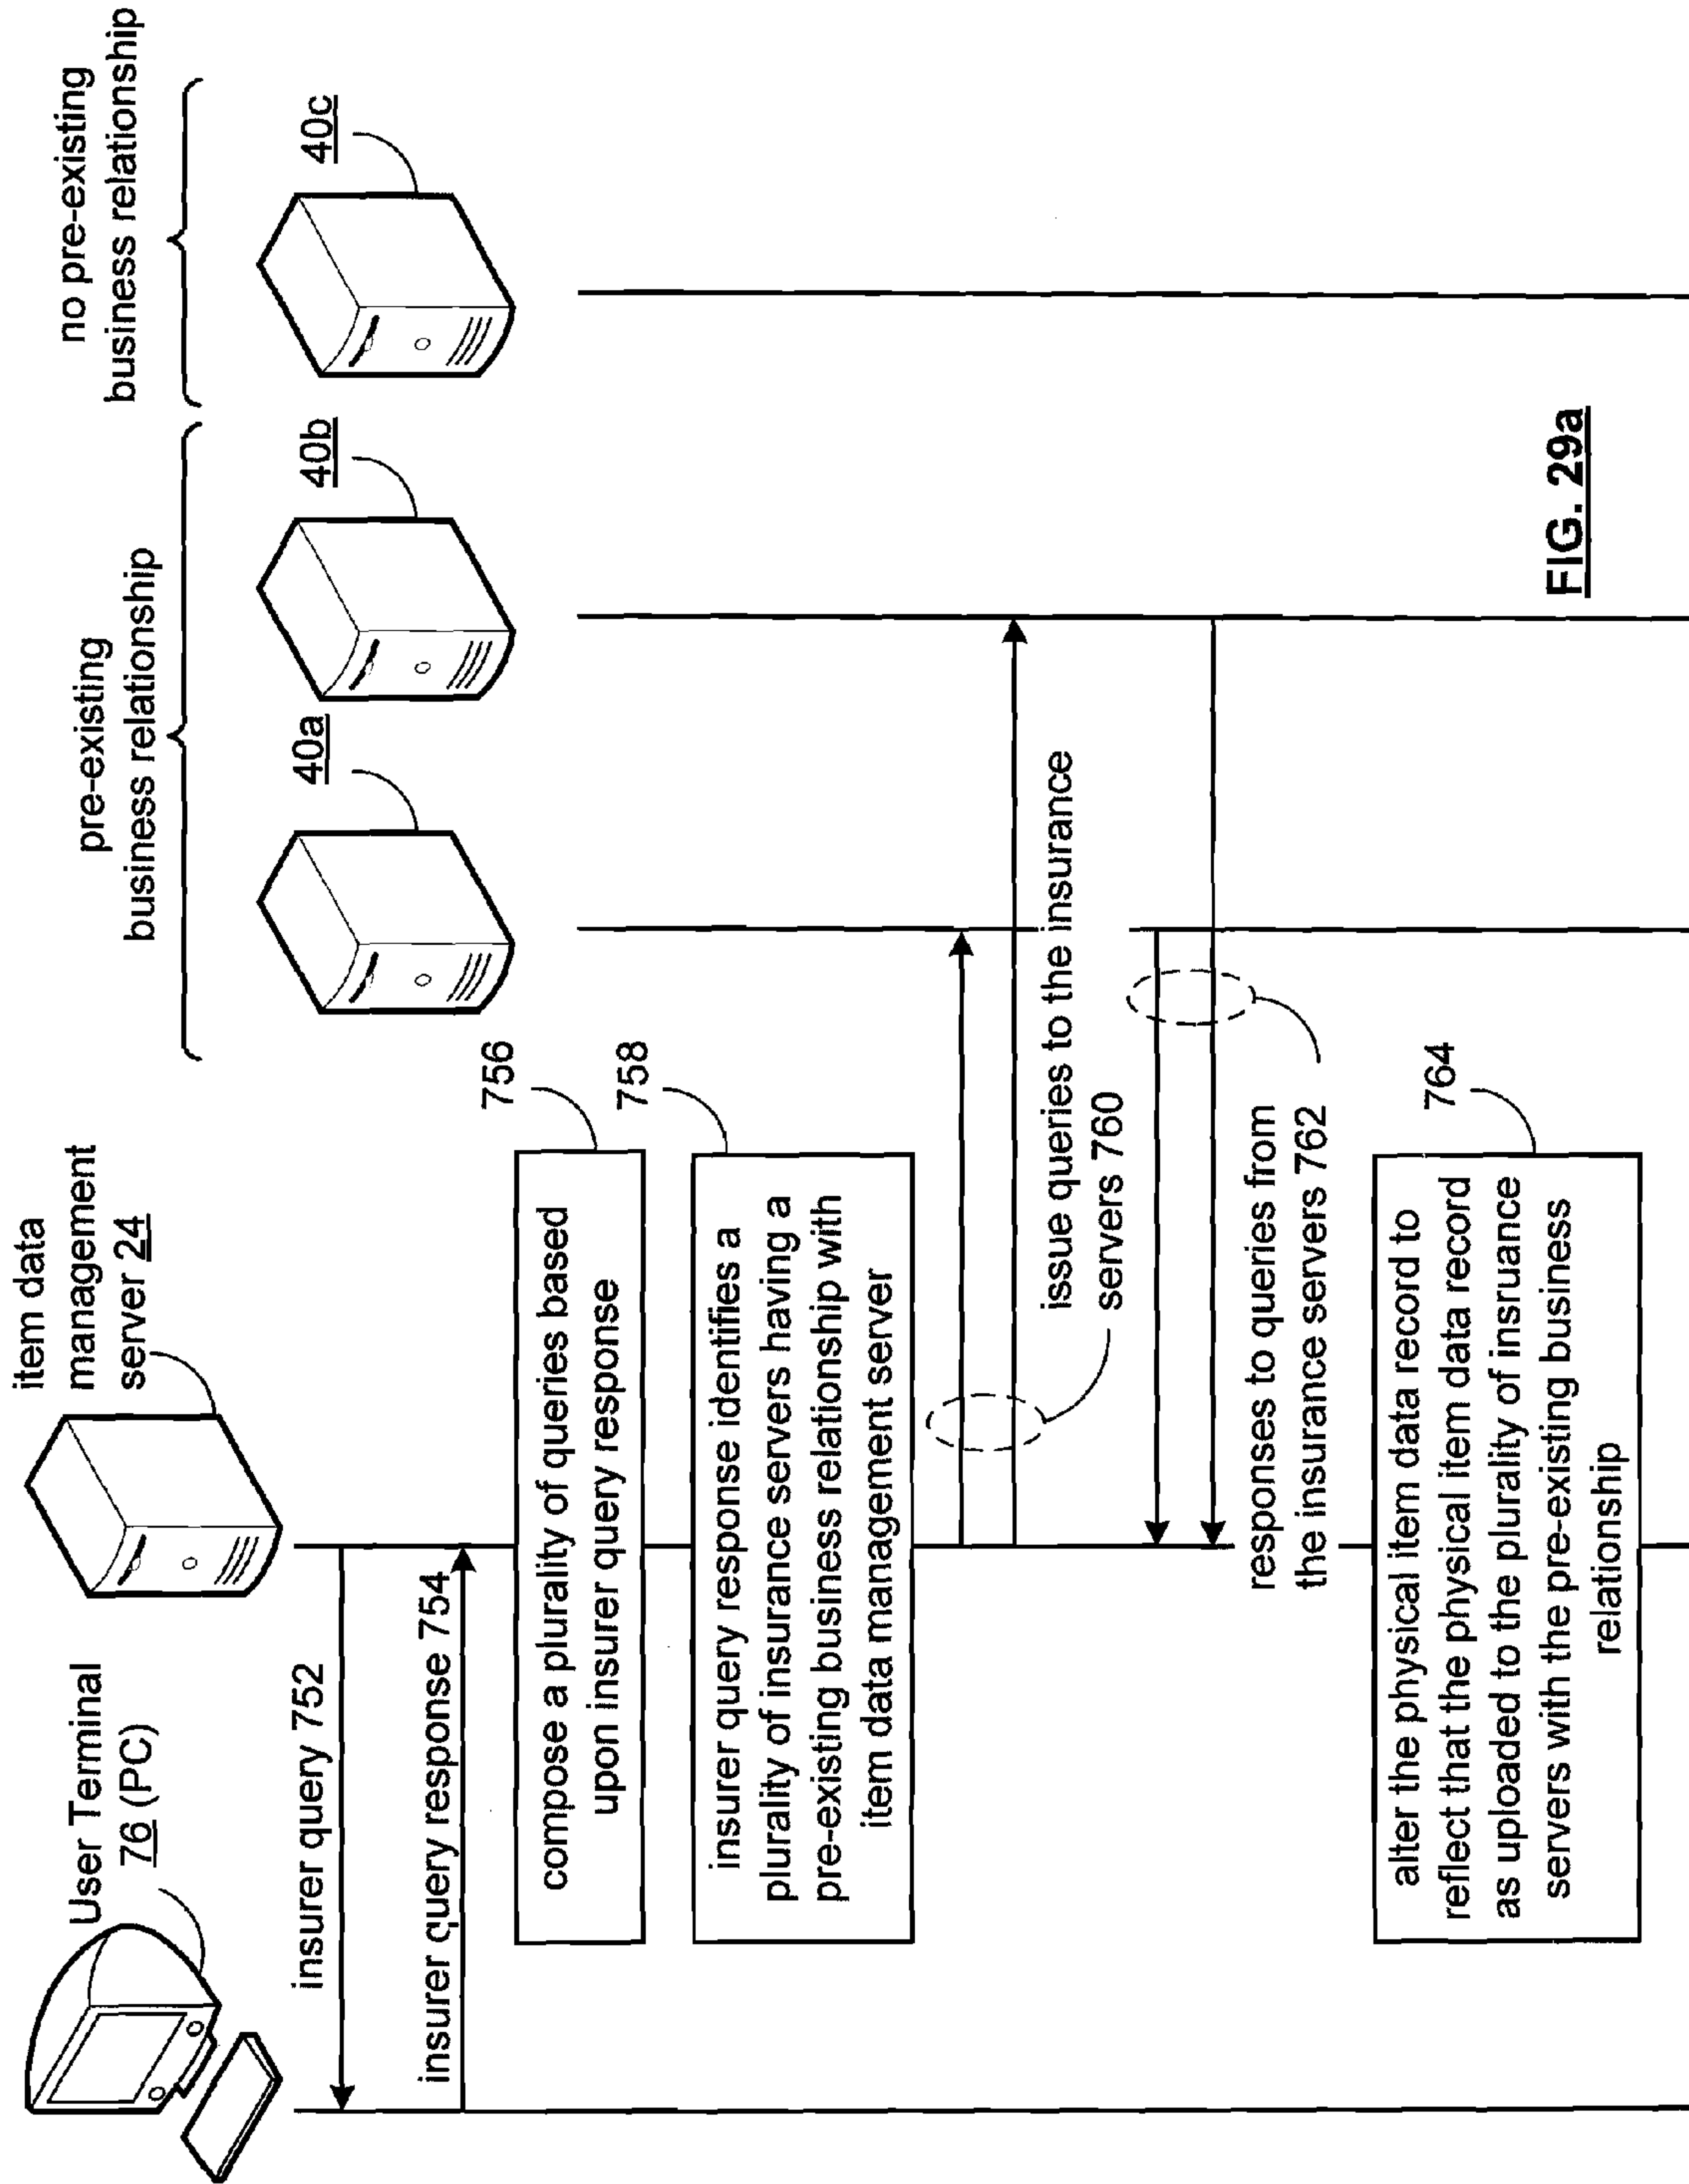 User Terminal
76 (PC)
item data
management
server 24
pre-existing
business relationship
no pre-existing
business relationship
40a
40b
40c
insurer query 752
insurer query response 754
756
compose a plurality of queries based
upon insurer query response
758
insurer query response identifies a
plurality of insurance servers having a
pre-existing business relationship with
item data management server
issue queries to the insurance
servers 760
responses to queries from
the insurance servers 762
764
alter the physical item data record to
reflect that the physical item data record
as uploaded to the plurality of insruance
servers with the pre-existing business
relationship
FIG. 29a